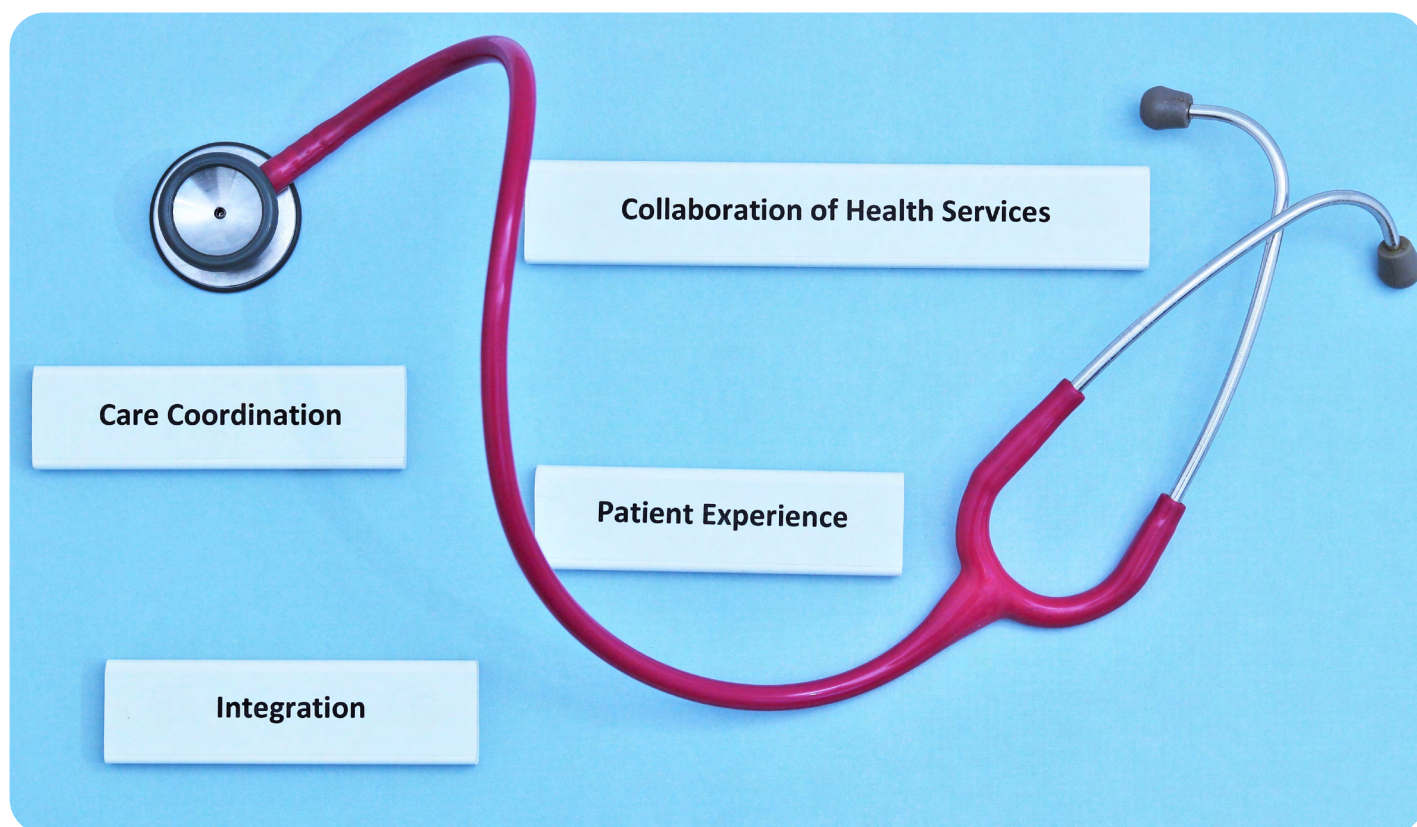 Collaboration of Health Services
Care Coordination
Patient Experience
Integration